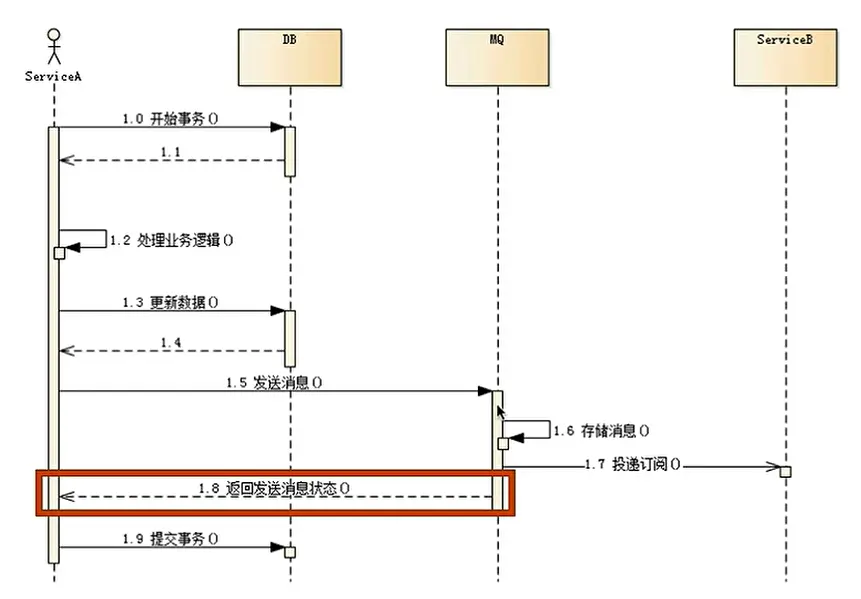 ServiceA
DB
MQ
ServiceB
1.0 开始事务()
1.1
1.2 处理业务逻辑()
1.3 更新数据()
1.4
1.5 发送消息()
1.6 存储消息()
1.7 投递订阅()
1.8 返回发送消息状态()
1.9 提交事务()